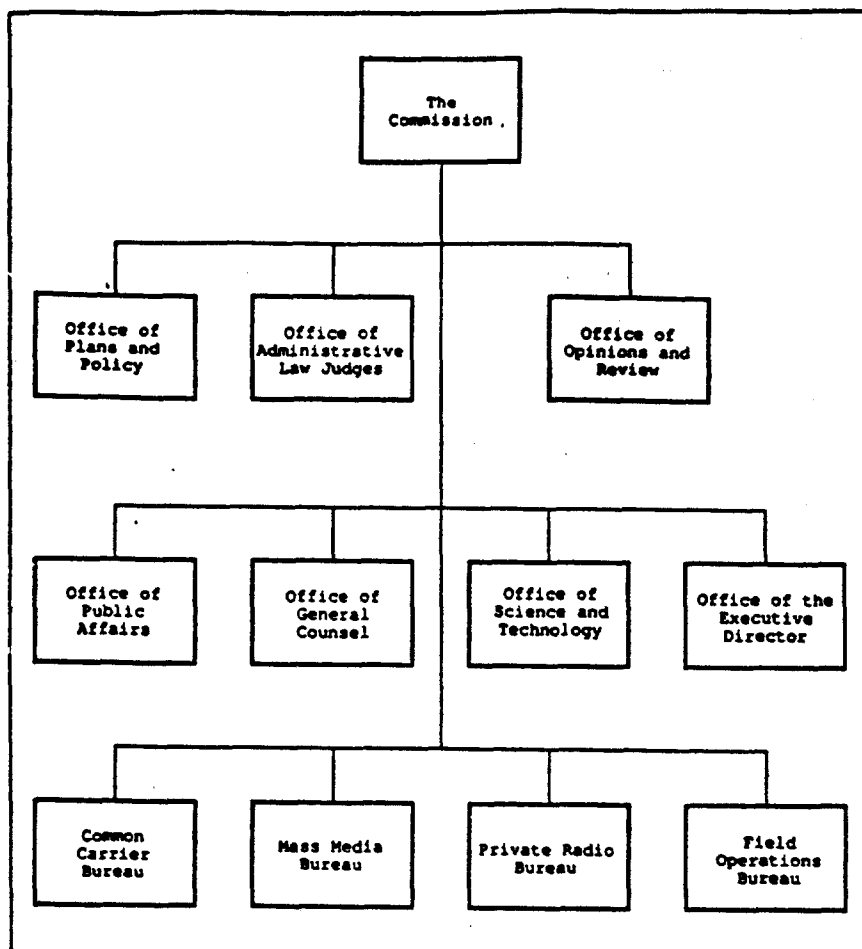 The
Commission
Office of
Plans and
Policy
Office of
Administrative
Law Judges
Office of
Opinions and
Review
Office of
Public
Affairs
Office of
General
Counsel
Office of
Science and
Technology
Office of the
Executive
Director
Common
Carrier
Bureau
Mass Media
Bureau
Private Radio
Bureau
Field
Operations
Bureau